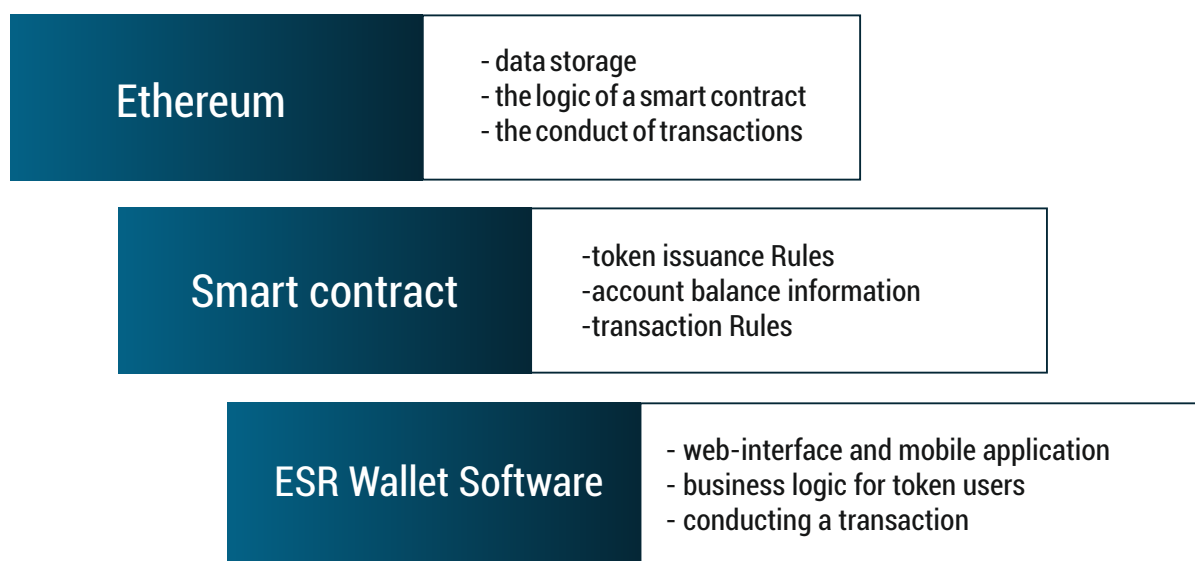 Ethereum
- data storage
- the logic of a smart contract
- the conduct of transactions
Smart contract
-token issuance Rules
-account balance information
-transaction Rules
ESR Wallet Software
- web-interface and mobile application
- business logic for token users
- conducting a transaction